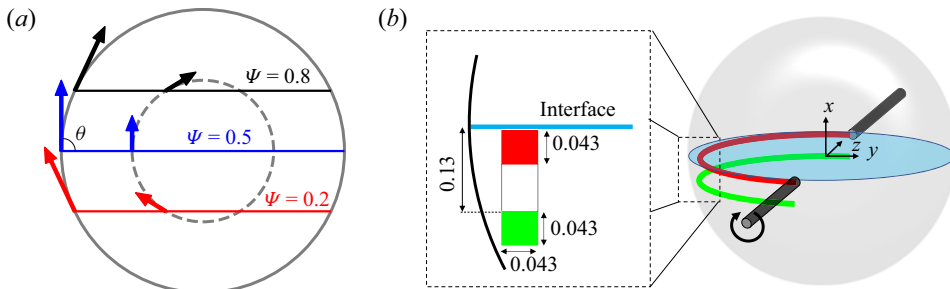 (a)
Ψ = 0.8
θ
Ψ = 0.5
Ψ = 0.2
(b)
Interface
0.043
0.13
0.043
0.043
x
z
y